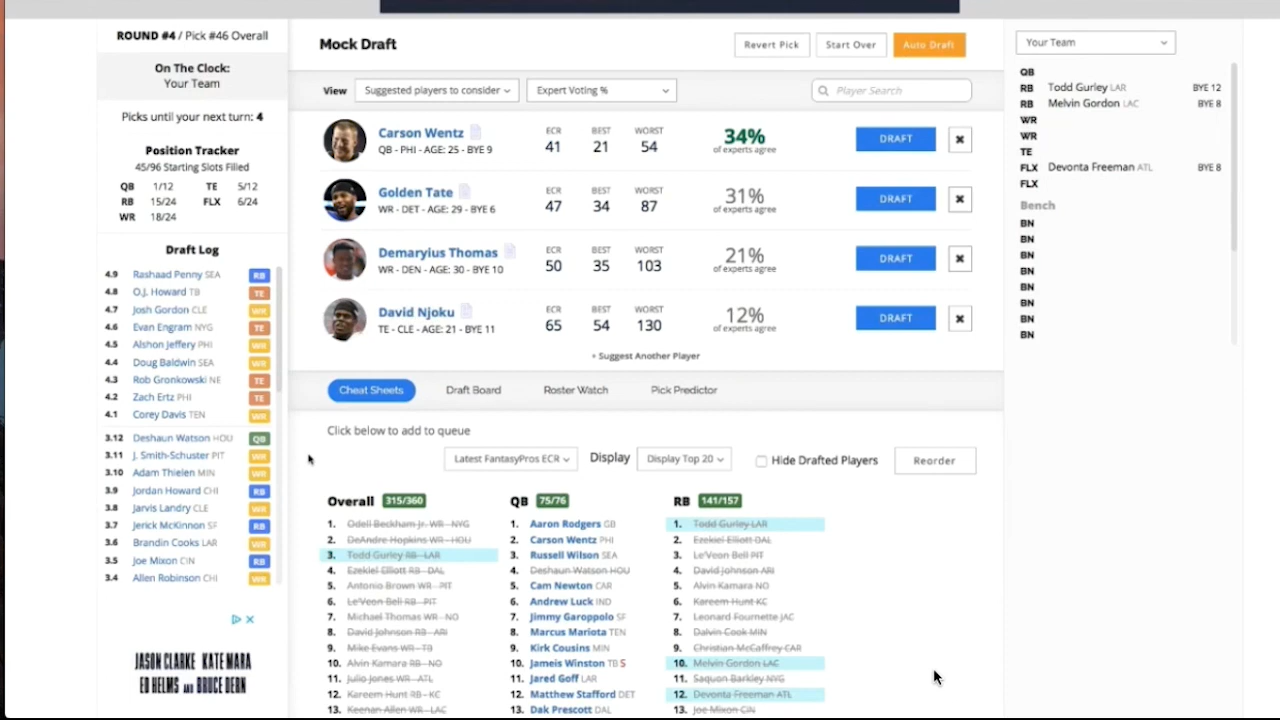 ROUND #4 / Pick #46 Overall
On The Clock:
Your Team
Picks until your next turn: 4
Position Tracker
45/96 Starting Slots Filled
QB 1/12 TE 5/12
RB 15/24 FLX 6/24
WR 18/24
Draft Log
4.9 Rashaad Penny SEA RB
4.8 O.J. Howard TB TE
4.7 Josh Gordon CLE WR
4.6 Evan Engram NYG TE
4.5 Alshon Jeffery PHI WR
4.4 Doug Baldwin SEA WR
4.3 Rob Gronkowski NE TE
4.2 Zach Ertz PHI TE
4.1 Corey Davis TEN WR
3.12 Deshaun Watson HOU QB
3.11 J. Smith-Schuster PIT WR
3.10 Adam Thielen MIN WR
3.9 Jordan Howard CHI RB
3.8 Jarvis Landry CLE WR
3.7 Jerick McKinnon SF RB
3.6 Brandin Cooks LAR WR
3.5 Joe Mixon CIN RB
3.4 Allen Robinson CHI WR
JASON CLARKE KATE MARA
ED HELMS AND BRUCE DERN
Mock Draft
Revert Pick
Start Over
Auto Draft
View
Suggested players to consider
Expert Voting %
Player Search
Carson Wentz ECR BEST WORST 34%
QB - PHI - AGE: 25 - BYE 9 41 21 54 of experts agree
DRAFT
Golden Tate ECR BEST WORST 31%
WR - DET - AGE: 29 - BYE 6 47 34 87 of experts agree
DRAFT
Demaryius Thomas ECR BEST WORST 21%
WR - DEN - AGE: 30 - BYE 10 50 35 103 of experts agree
DRAFT
David Njoku ECR BEST WORST 12%
TE - CLE - AGE: 21 - BYE 11 65 54 130 of experts agree
DRAFT
+ Suggest Another Player
Cheat Sheets Draft Board Roster Watch Pick Predictor
Click below to add to queue
Latest FantasyPros ECR Display Display Top 20 Hide Drafted Players Reorder
Overall 315/360
1. Odell Beckham Jr. WR - NYG
2. DeAndre Hopkins WR - HOU
3. Todd Gurley RB - LAR
4. Ezekiel Elliott RB - DAL
5. Antonio Brown WR - PIT
6. Le'Veon Bell RB - PIT
7. Michael Thomas WR - NO
8. David Johnson RB - ARI
9. Mike Evans WR - TB
10. Alvin Kamara RB - NO
11. Julio Jones WR - ATL
12. Kareem Hunt RB - KC
13. Keenan Allen WR - LAC
QB 75/76
1. Aaron Rodgers GB
2. Carson Wentz PHI
3. Russell Wilson SEA
4. Deshaun Watson HOU
5. Cam Newton CAR
6. Andrew Luck IND
7. Jimmy Garoppolo SF
8. Marcus Mariota TEN
9. Kirk Cousins MIN
10. Jameis Winston TB S
11. Jared Goff LAR
12. Matthew Stafford DET
13. Dak Prescott DAL
RB 141/157
1. Todd Gurley LAR
2. Ezekiel Elliott DAL
3. Le'Veon Bell PIT
4. David Johnson ARI
5. Alvin Kamara NO
6. Kareem Hunt KC
7. Leonard Fournette JAC
8. Dalvin Cook MIN
9. Christian McCaffrey CAR
10. Melvin Gordon LAC
11. Saquon Barkley NYG
12. Devonta Freeman ATL
13. Joe Mixon CIN
Your Team
QB
RB Todd Gurley LAR BYE 12
RB Melvin Gordon LAC BYE 8
WR
WR
TE
FLX Devonta Freeman ATL BYE 8
FLX
Bench
BN
BN
BN
BN
BN
BN
BN
BN